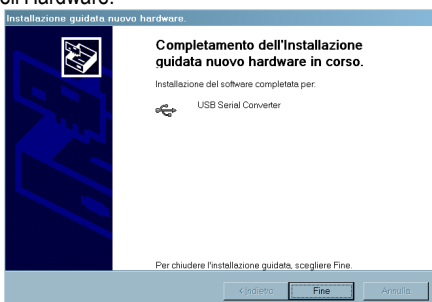 Hardware.
Installazione guidata nuovo hardware.
Completamento dell'Installazione
guidata nuovo hardware in corso.
Installazione del software completata per:
USB Serial Converter
Per chiudere l'installazione guidata, scegliere Fine.
< Indietro
Fine
Annulla